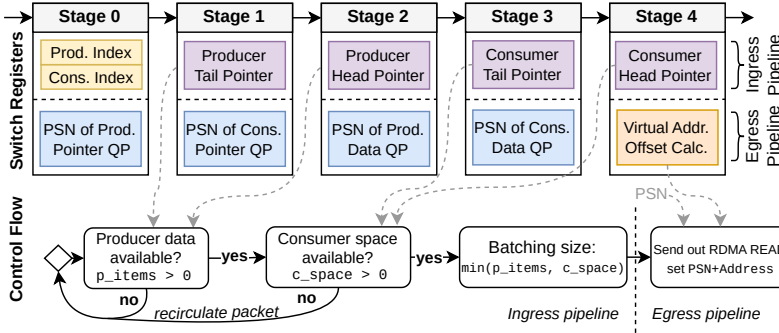 Stage 0
Stage 1
Stage 2
Stage 3
Stage 4
Switch Registers
Prod. Index
Cons. Index
Producer
Tail Pointer
Producer
Head Pointer
Consumer
Tail Pointer
Consumer
Head Pointer
Ingress
Pipeline
PSN of Prod.
Pointer QP
PSN of Cons.
Pointer QP
PSN of Prod.
Data QP
PSN of Cons.
Data QP
Virtual Addr.
Offset Calc.
Egress
Pipeline
PSN
Control Flow
Producer data
available?
p_items > 0
yes
Consumer space
available?
c_space > 0
yes
Batching size:
min(p_items, c_space)
Send out RDMA READ
set PSN+Address
no
no
recirculate packet
Ingress pipeline
Egress pipeline